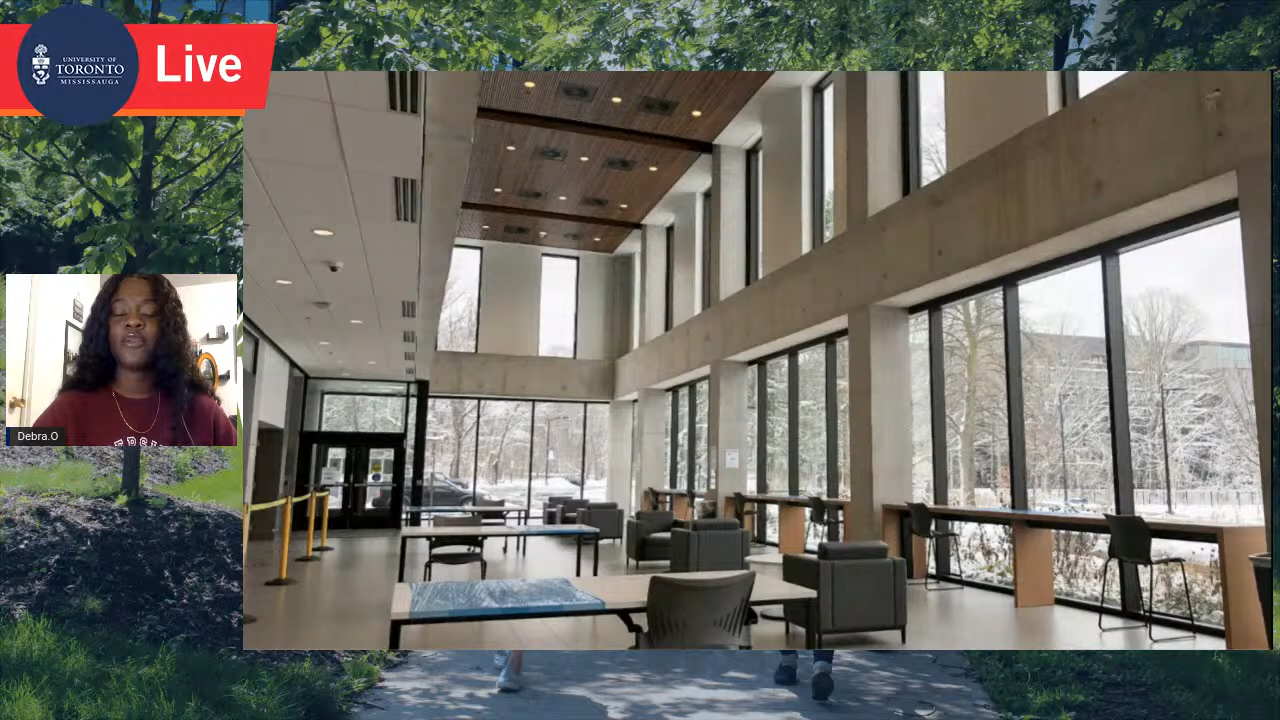 UNIVERSITY OF
TORONTO
MISSISSAUGA
Live
Debra.O